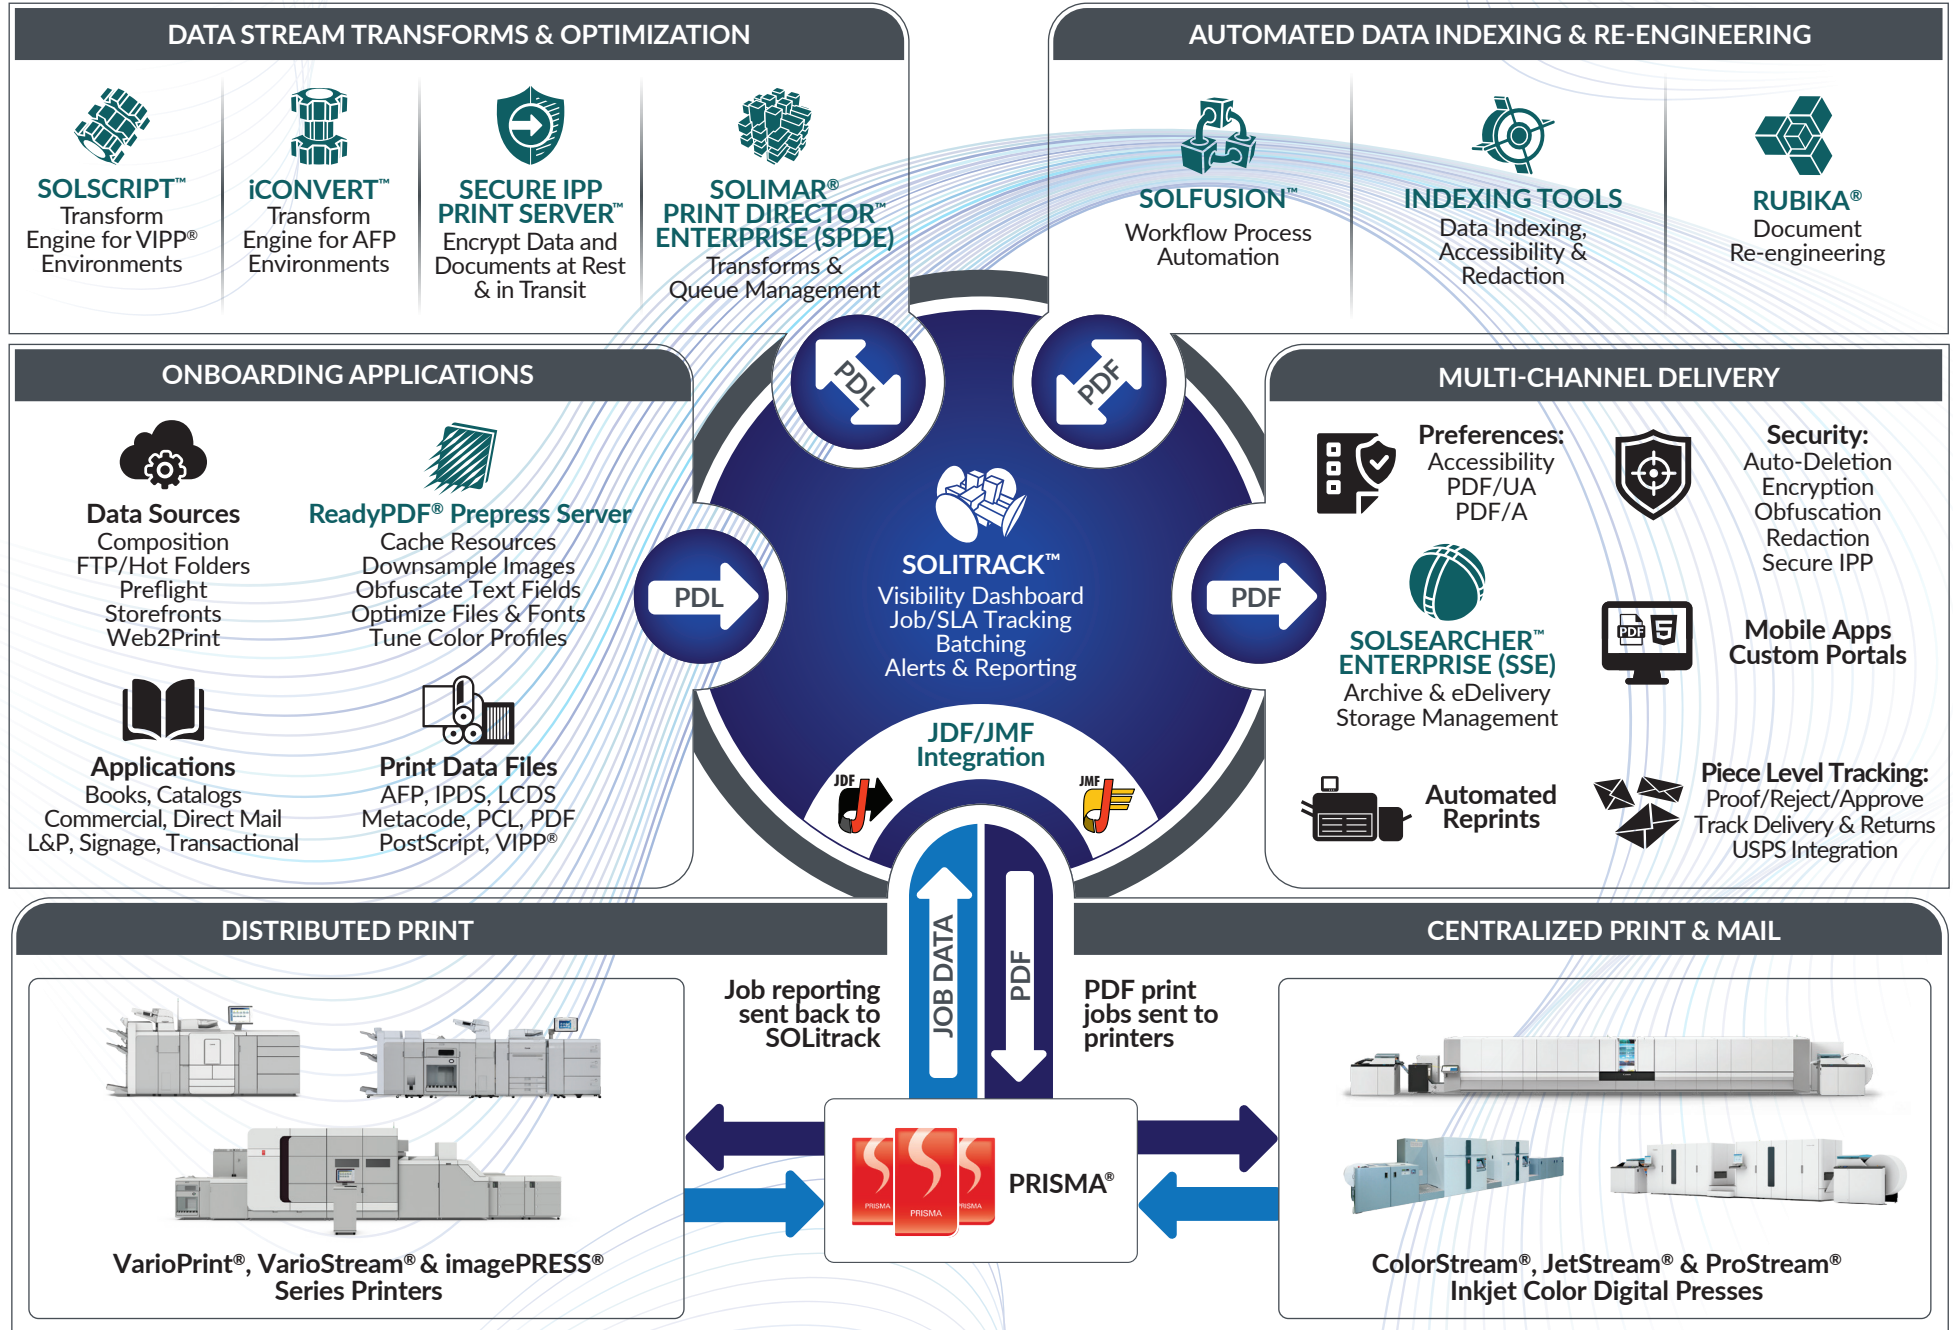 DATA STREAM TRANSFORMS & OPTIMIZATION
SOLSCRIPT™
Transform
Engine for VIPP®
Environments
iCONVERT™
Transform
Engine for AFP
Environments
SECURE IPP
PRINT SERVER™
Encrypt Data and
Documents at Rest
& in Transit
SOLIMAR®
PRINT DIRECTOR™
ENTERPRISE (SPDE)
Transforms &
Queue Management
AUTOMATED DATA INDEXING & RE-ENGINEERING
SOLFUSION™
Workflow Process
Automation
INDEXING TOOLS
Data Indexing,
Accessibility &
Redaction
RUBIKA®
Document
Re-engineering
PDL
PDF
ONBOARDING APPLICATIONS
Data Sources
Composition
FTP/Hot Folders
Preflight
Storefronts
Web2Print
ReadyPDF® Prepress Server
Cache Resources
Downsample Images
Obfuscate Text Fields
Optimize Files & Fonts
Tune Color Profiles
Applications
Books, Catalogs
Commercial, Direct Mail
L&P, Signage, Transactional
Print Data Files
AFP, IPDS, LCDS
Metacode, PCL, PDF
PostScript, VIPP®
PDL
SOLITRACK™
Visibility Dashboard
Job/SLA Tracking
Batching
Alerts & Reporting
JDF/JMF
Integration
JDF
JMF
PDF
MULTI-CHANNEL DELIVERY
Preferences:
Accessibility
PDF/UA
PDF/A
Security:
Auto-Deletion
Encryption
Obfuscation
Redaction
Secure IPP
SOLSEARCHER™
ENTERPRISE (SSE)
Archive & eDelivery
Storage Management
PDF 5
Mobile Apps
Custom Portals
Automated
Reprints
Piece Level Tracking:
Proof/Reject/Approve
Track Delivery & Returns
USPS Integration
DISTRIBUTED PRINT
VarioPrint®, VarioStream® & imagePRESS®
Series Printers
Job reporting
sent back to
SOLitrack
JOB DATA
PDF
PDF print
jobs sent to
printers
PRISMA
PRISMA
PRISMA
PRISMA®
CENTRALIZED PRINT & MAIL
ColorStream®, JetStream® & ProStream®
Inkjet Color Digital Presses